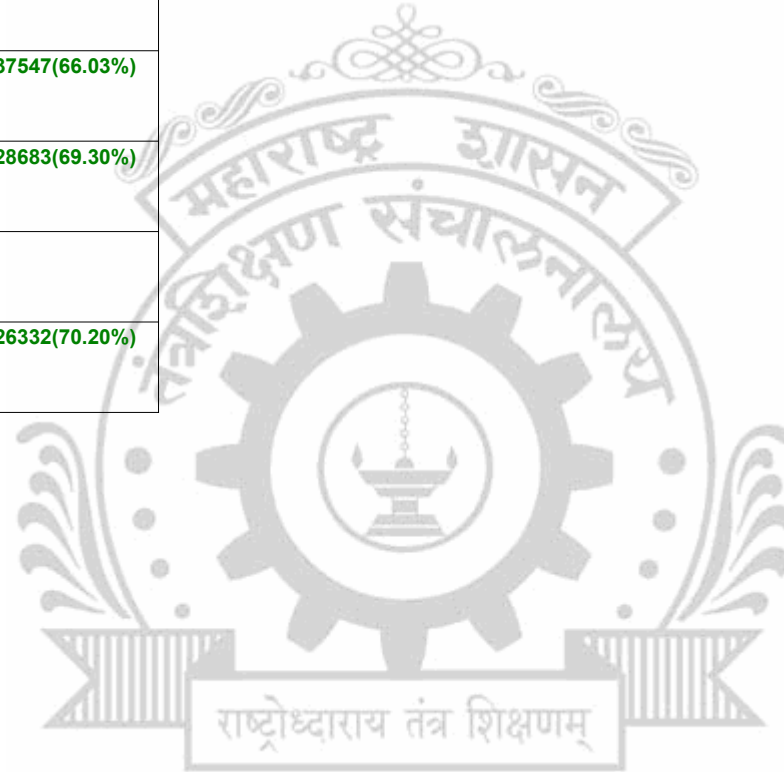 37547(66.03%)
28683(69.30%)
26332(70.20%)
महाराष्ट्र शासन
तंत्रशिक्षण संचालनालय
राष्ट्रोध्दाराय तंत्र शिक्षणम्